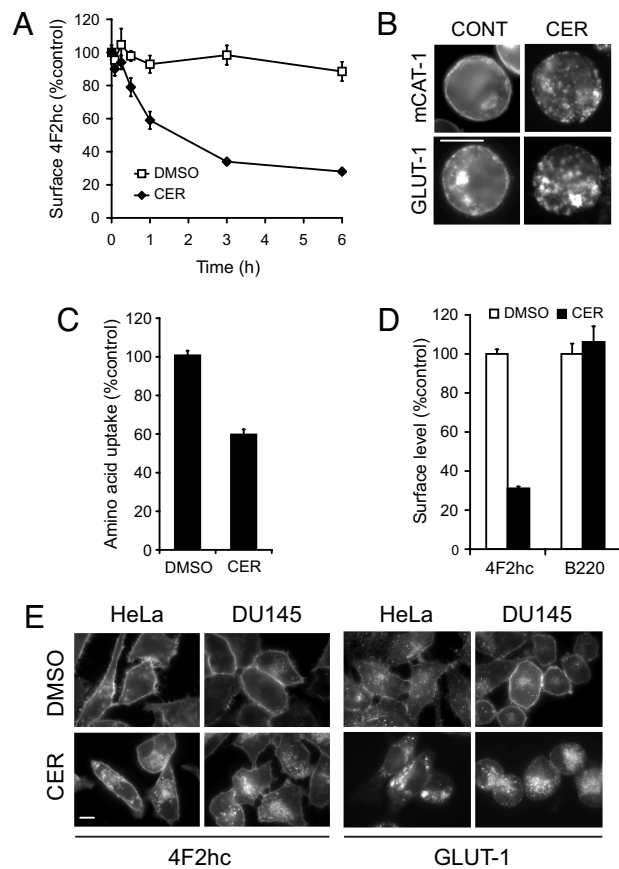 A
Surface 4F2hc (%control)
120
100
80
60
40
20
0
DMSO
CER
0 1 2 3 4 5 6
Time (h)
B
CONT CER
mCAT-1
GLUT-1
C
Amino acid uptake (%control)
120
100
80
60
40
20
0
DMSO CER
D
DMSO CER
Surface level (%control)
120
100
80
60
40
20
0
4F2hc B220
E
HeLa DU145 HeLa DU145
DMSO
CER
4F2hc GLUT-1